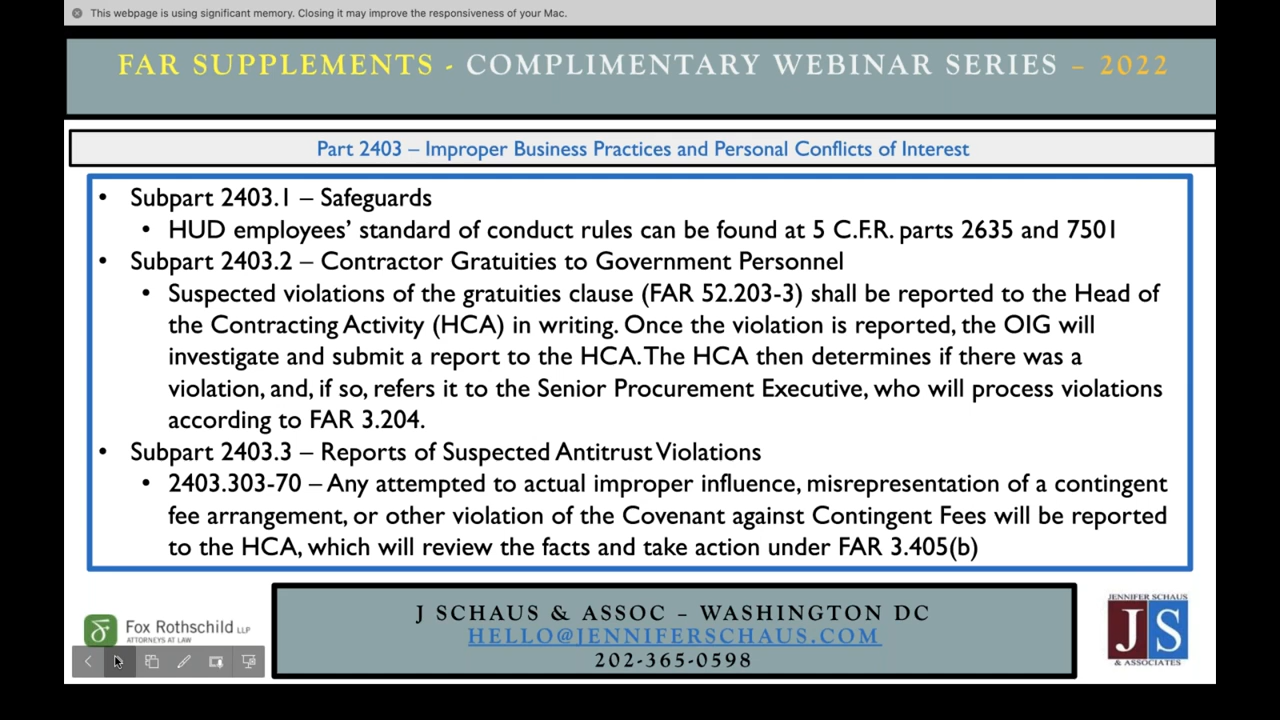 This webpage is using significant memory. Closing it may improve the responsiveness of your Mac.
FAR SUPPLEMENTS - COMPLIMENTARY WEBINAR SERIES – 2022
Part 2403 – Improper Business Practices and Personal Conflicts of Interest
• Subpart 2403.1 – Safeguards
• HUD employees’ standard of conduct rules can be found at 5 C.F.R. parts 2635 and 7501
• Subpart 2403.2 – Contractor Gratuities to Government Personnel
• Suspected violations of the gratuities clause (FAR 52.203-3) shall be reported to the Head of
the Contracting Activity (HCA) in writing. Once the violation is reported, the OIG will
investigate and submit a report to the HCA. The HCA then determines if there was a
violation, and, if so, refers it to the Senior Procurement Executive, who will process violations
according to FAR 3.204.
• Subpart 2403.3 – Reports of Suspected Antitrust Violations
• 2403.303-70 – Any attempted to actual improper influence, misrepresentation of a contingent
fee arrangement, or other violation of the Covenant against Contingent Fees will be reported
to the HCA, which will review the facts and take action under FAR 3.405(b)
Fox Rothschild LLP
ATTORNEYS AT LAW
J SCHAUS & ASSOC – WASHINGTON DC
HELLO@JENNIFERSCHAUS.COM
202-365-0598
JENNIFER SCHAUS
JS
& ASSOCIATES